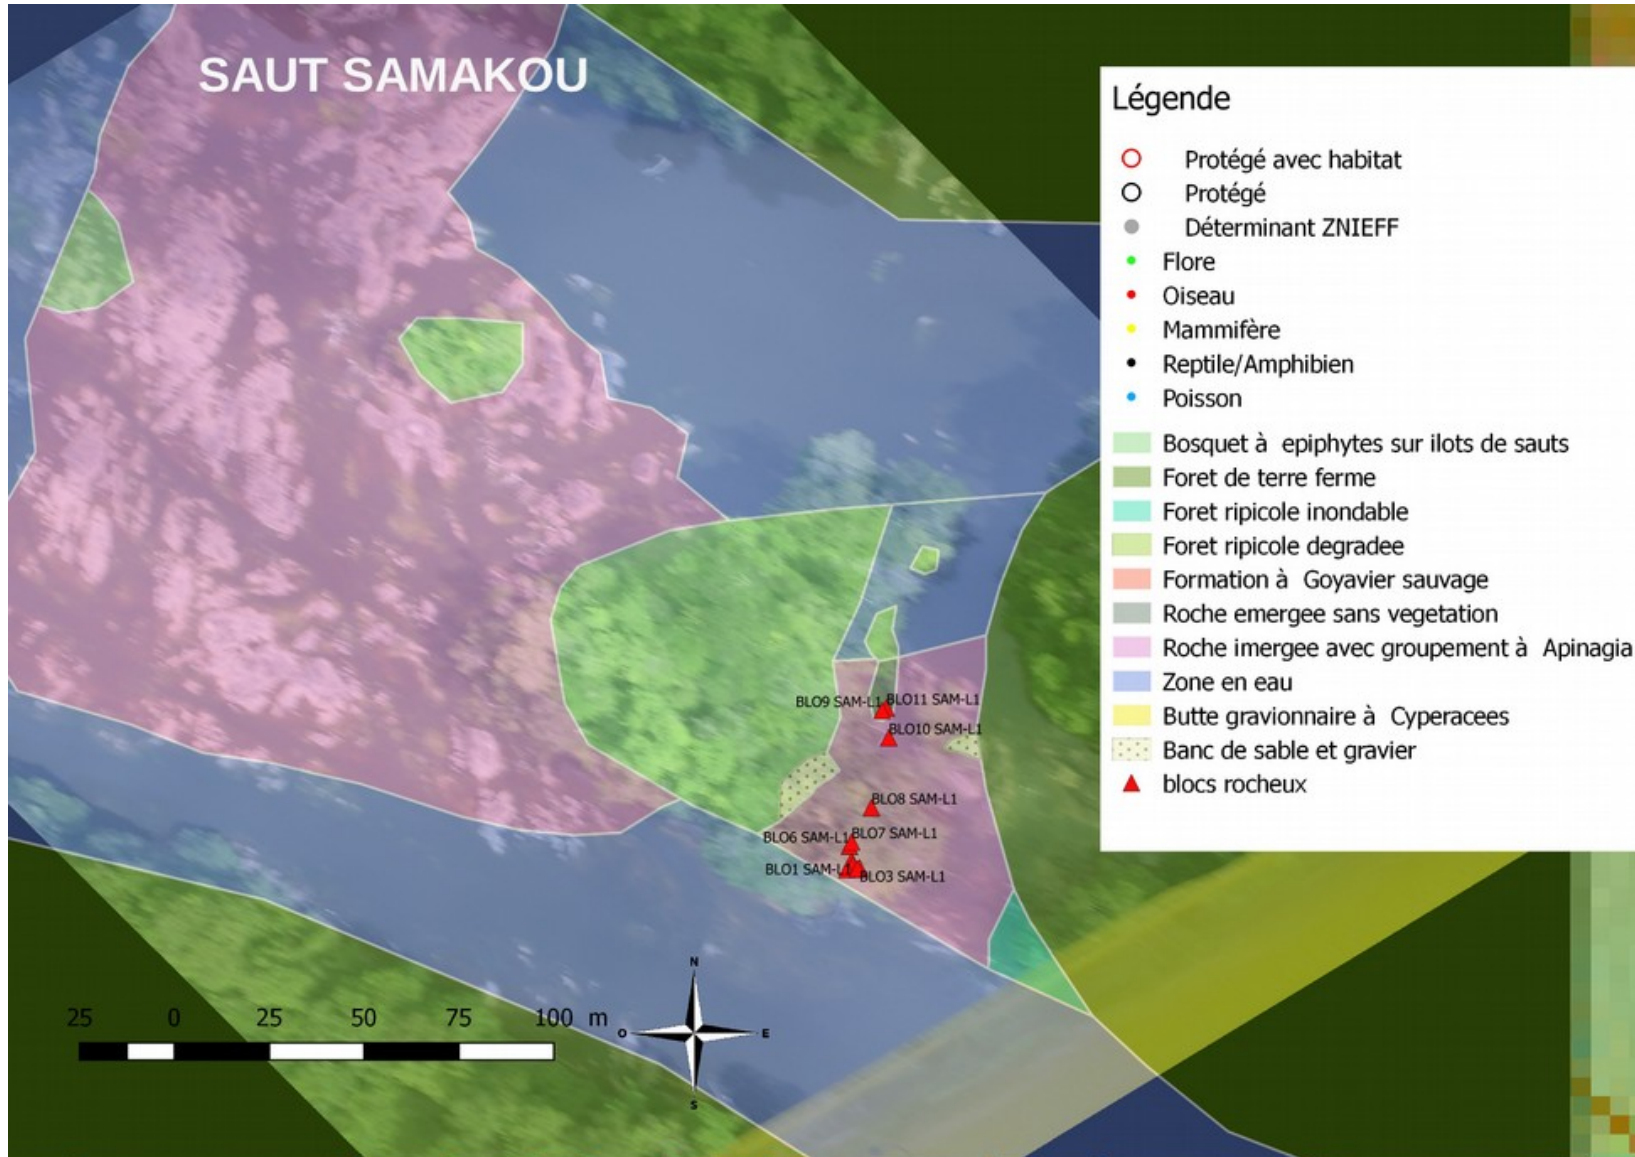 SAUT SAMAKOU
Légende
Protégé avec habitat
Protégé
Déterminant ZNIEFF
Flore
Oiseau
Mammifère
Reptile/Amphibien
Poisson
Bosquet à epiphytes sur ilots de sauts
Foret de terre ferme
Foret ripicole inondable
Foret ripicole degradee
Formation à Goyavier sauvage
Roche emergee sans vegetation
Roche imergee avec groupement à Apinagia
Zone en eau
Butte gravionnaire à Cyperacees
Banc de sable et gravier
blocs rocheux
BLO9 SAM-L1 BLO11 SAM-L1
BLO10 SAM-L1
BLO8 SAM-L1
BLO6 SAM-L1 BLO7 SAM-L1
BLO1 SAM-L1 BLO3 SAM-L1
N
O E
S
25 0 25 50 75 100 m